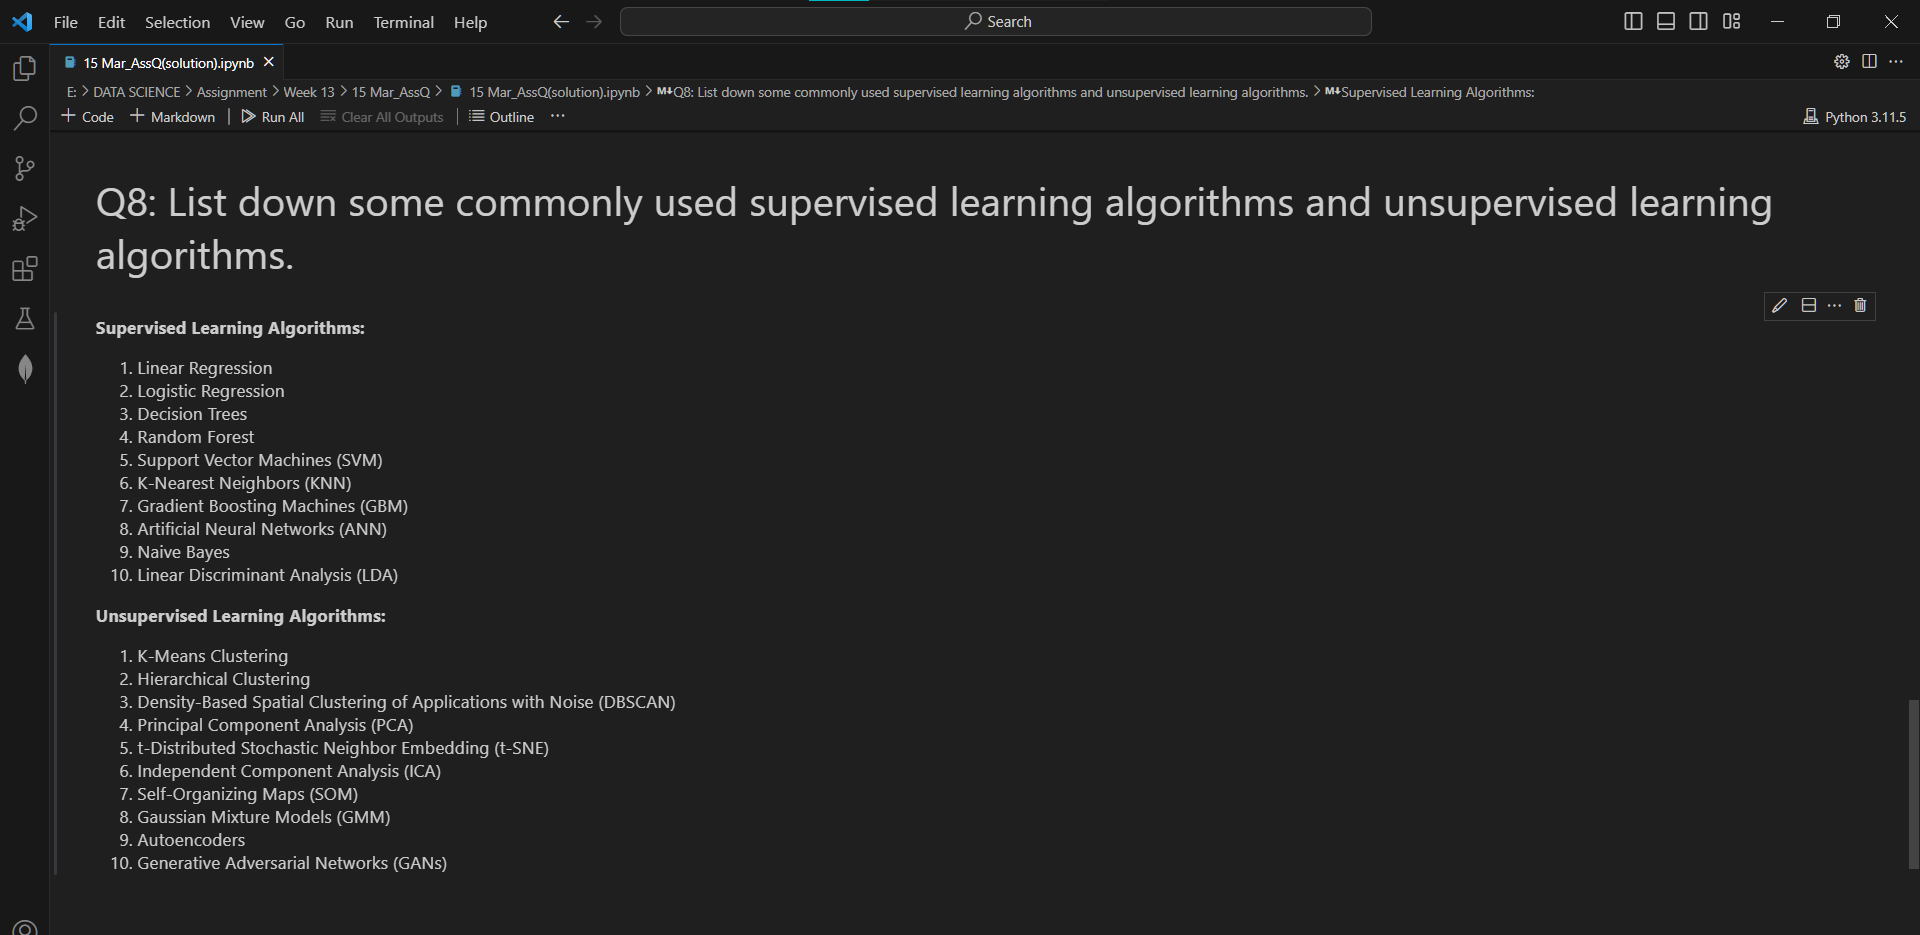 File Edit Selection View Go Run Terminal Help Search
15 Mar_AssQ(solution).ipynb
E: > DATA SCIENCE > Assignment > Week 13 > 15 Mar_AssQ > 15 Mar_AssQ(solution).ipynb > M↓Q8: List down some commonly used supervised learning algorithms and unsupervised learning algorithms. > M↓Supervised Learning Algorithms:
+ Code + Markdown | Run All Clear All Outputs | Outline ... Python 3.11.5
Q8: List down some commonly used supervised learning algorithms and unsupervised learning
algorithms.
Supervised Learning Algorithms:
1. Linear Regression
2. Logistic Regression
3. Decision Trees
4. Random Forest
5. Support Vector Machines (SVM)
6. K-Nearest Neighbors (KNN)
7. Gradient Boosting Machines (GBM)
8. Artificial Neural Networks (ANN)
9. Naive Bayes
10. Linear Discriminant Analysis (LDA)
Unsupervised Learning Algorithms:
1. K-Means Clustering
2. Hierarchical Clustering
3. Density-Based Spatial Clustering of Applications with Noise (DBSCAN)
4. Principal Component Analysis (PCA)
5. t-Distributed Stochastic Neighbor Embedding (t-SNE)
6. Independent Component Analysis (ICA)
7. Self-Organizing Maps (SOM)
8. Gaussian Mixture Models (GMM)
9. Autoencoders
10. Generative Adversarial Networks (GANs)